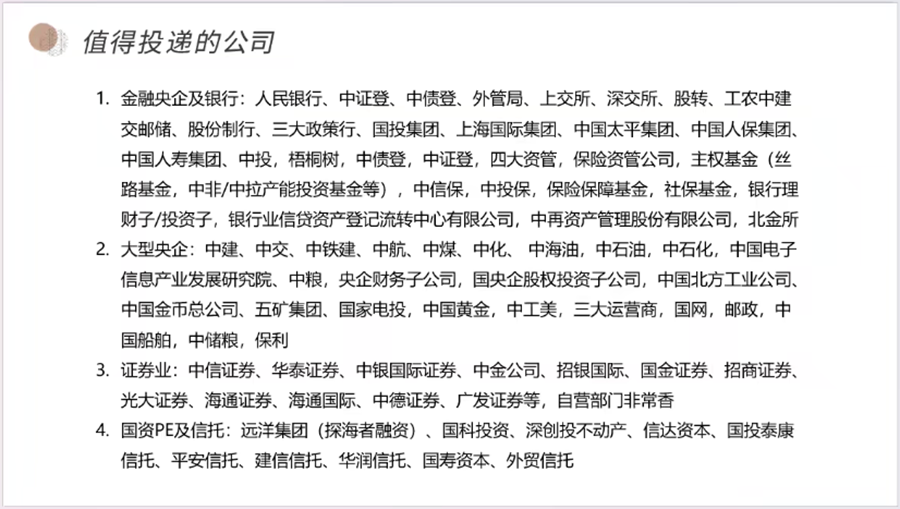 值得投递的公司
1. 金融央企及银行：人民银行、中证登、中债登、外管局、上交所、深交所、股转、工农中建
交邮储、股份制行、三大政策行、国投集团、上海国际集团、中国太平集团、中国人保集团、
中国人寿集团、中投，梧桐树，中债登，中证登，四大资管，保险资管公司，主权基金（丝
路基金，中非/中拉产能投资基金等），中信保，中投保，保险保障基金，社保基金，银行理
财子/投资子，银行业信贷资产登记流转中心有限公司，中再资产管理股份有限公司，北金所
2. 大型央企：中建、中交、中铁建、中航、中煤、中化、 中海油，中石油，中石化，中国电子
信息产业发展研究院、中粮，央企财务子公司，国央企股权投资子公司，中国北方工业公司、
中国金币总公司、五矿集团、国家电投，中国黄金，中工美，三大运营商，国网，邮政，中
国船舶，中储粮，保利
3. 证券业：中信证券、华泰证券、中银国际证券、中金公司、招银国际、国金证券、招商证券、
光大证券、海通证券、海通国际、中德证券、广发证券等，自营部门非常香
4. 国资PE及信托：远洋集团（探海者融资）、国科投资、深创投不动产、信达资本、国投泰康
信托、平安信托、建信信托、华润信托、国寿资本、外贸信托